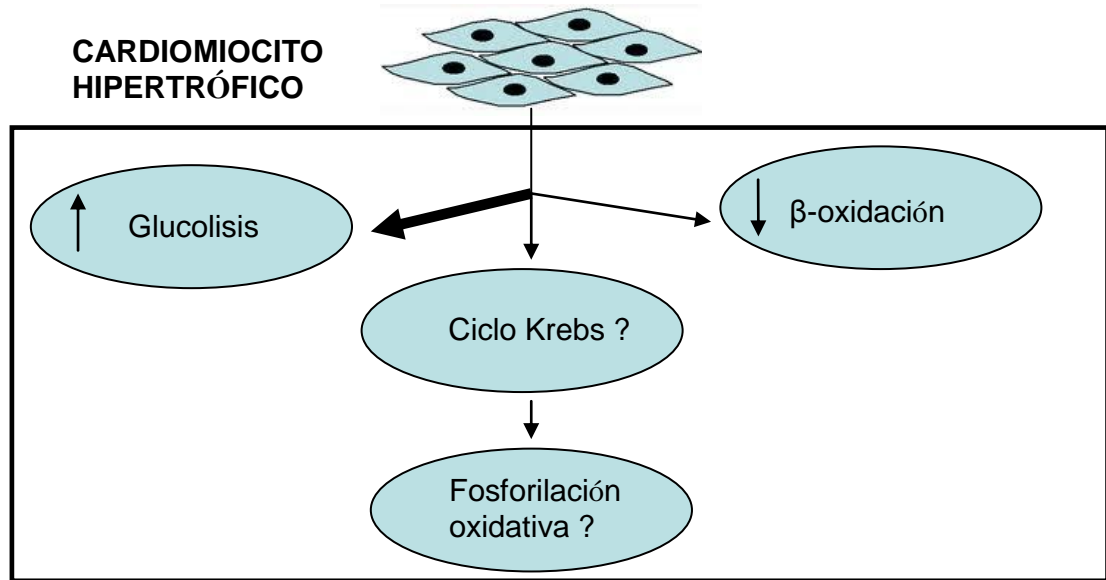 CARDIOMIOCITO
HIPERTRÓFICO
Glucolisis
β-oxidación
Ciclo Krebs ?
Fosforilación
oxidativa ?